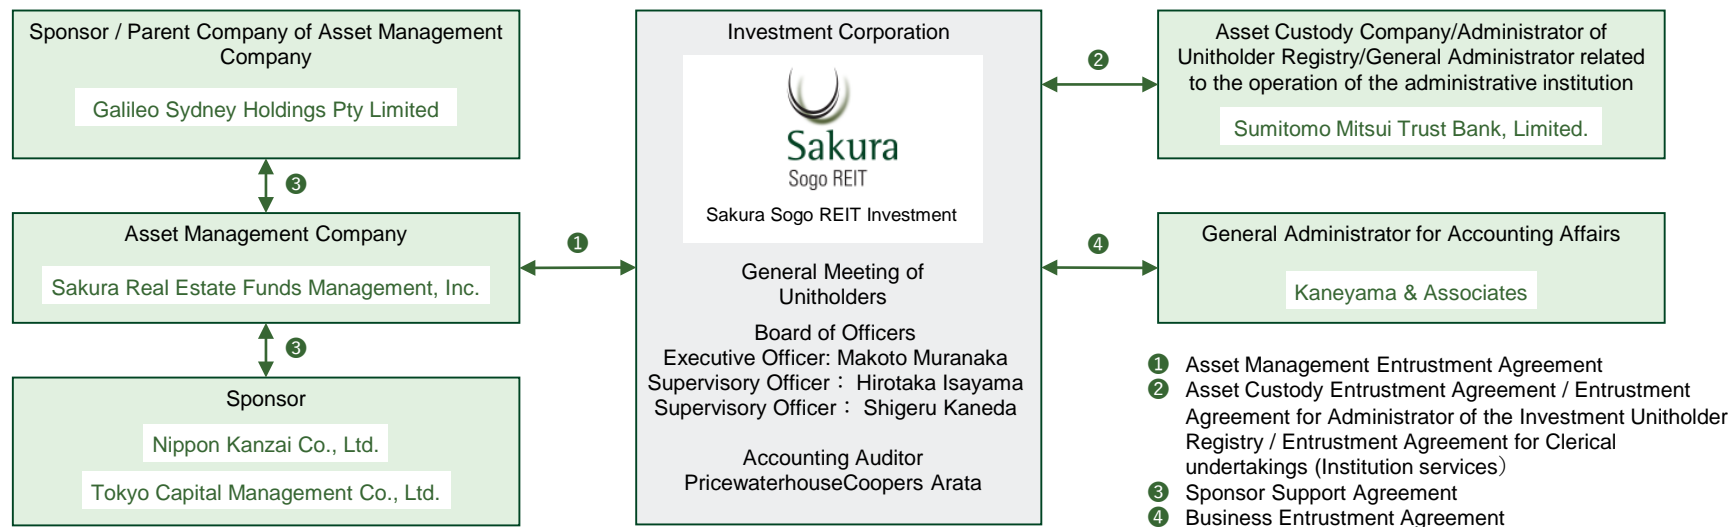 Sponsor / Parent Company of Asset Management
Company
Galileo Sydney Holdings Pty Limited
❸
Asset Management Company
Sakura Real Estate Funds Management, Inc.
❸
Sponsor
Nippon Kanzai Co., Ltd.
Tokyo Capital Management Co., Ltd.
❶
Investment Corporation
Sakura
Sogo REIT
Sakura Sogo REIT Investment
General Meeting of
Unitholders
Board of Officers
Executive Officer: Makoto Muranaka
Supervisory Officer： Hirotaka Isayama
Supervisory Officer： Shigeru Kaneda
Accounting Auditor
PricewaterhouseCoopers Arata
❷
Asset Custody Company/Administrator of
Unitholder Registry/General Administrator related
to the operation of the administrative institution
Sumitomo Mitsui Trust Bank, Limited.
❹
General Administrator for Accounting Affairs
Kaneyama & Associates
❶ Asset Management Entrustment Agreement
❷ Asset Custody Entrustment Agreement / Entrustment
Agreement for Administrator of the Investment Unitholder
Registry / Entrustment Agreement for Clerical
undertakings (Institution services）
❸ Sponsor Support Agreement
❹ Business Entrustment Agreement